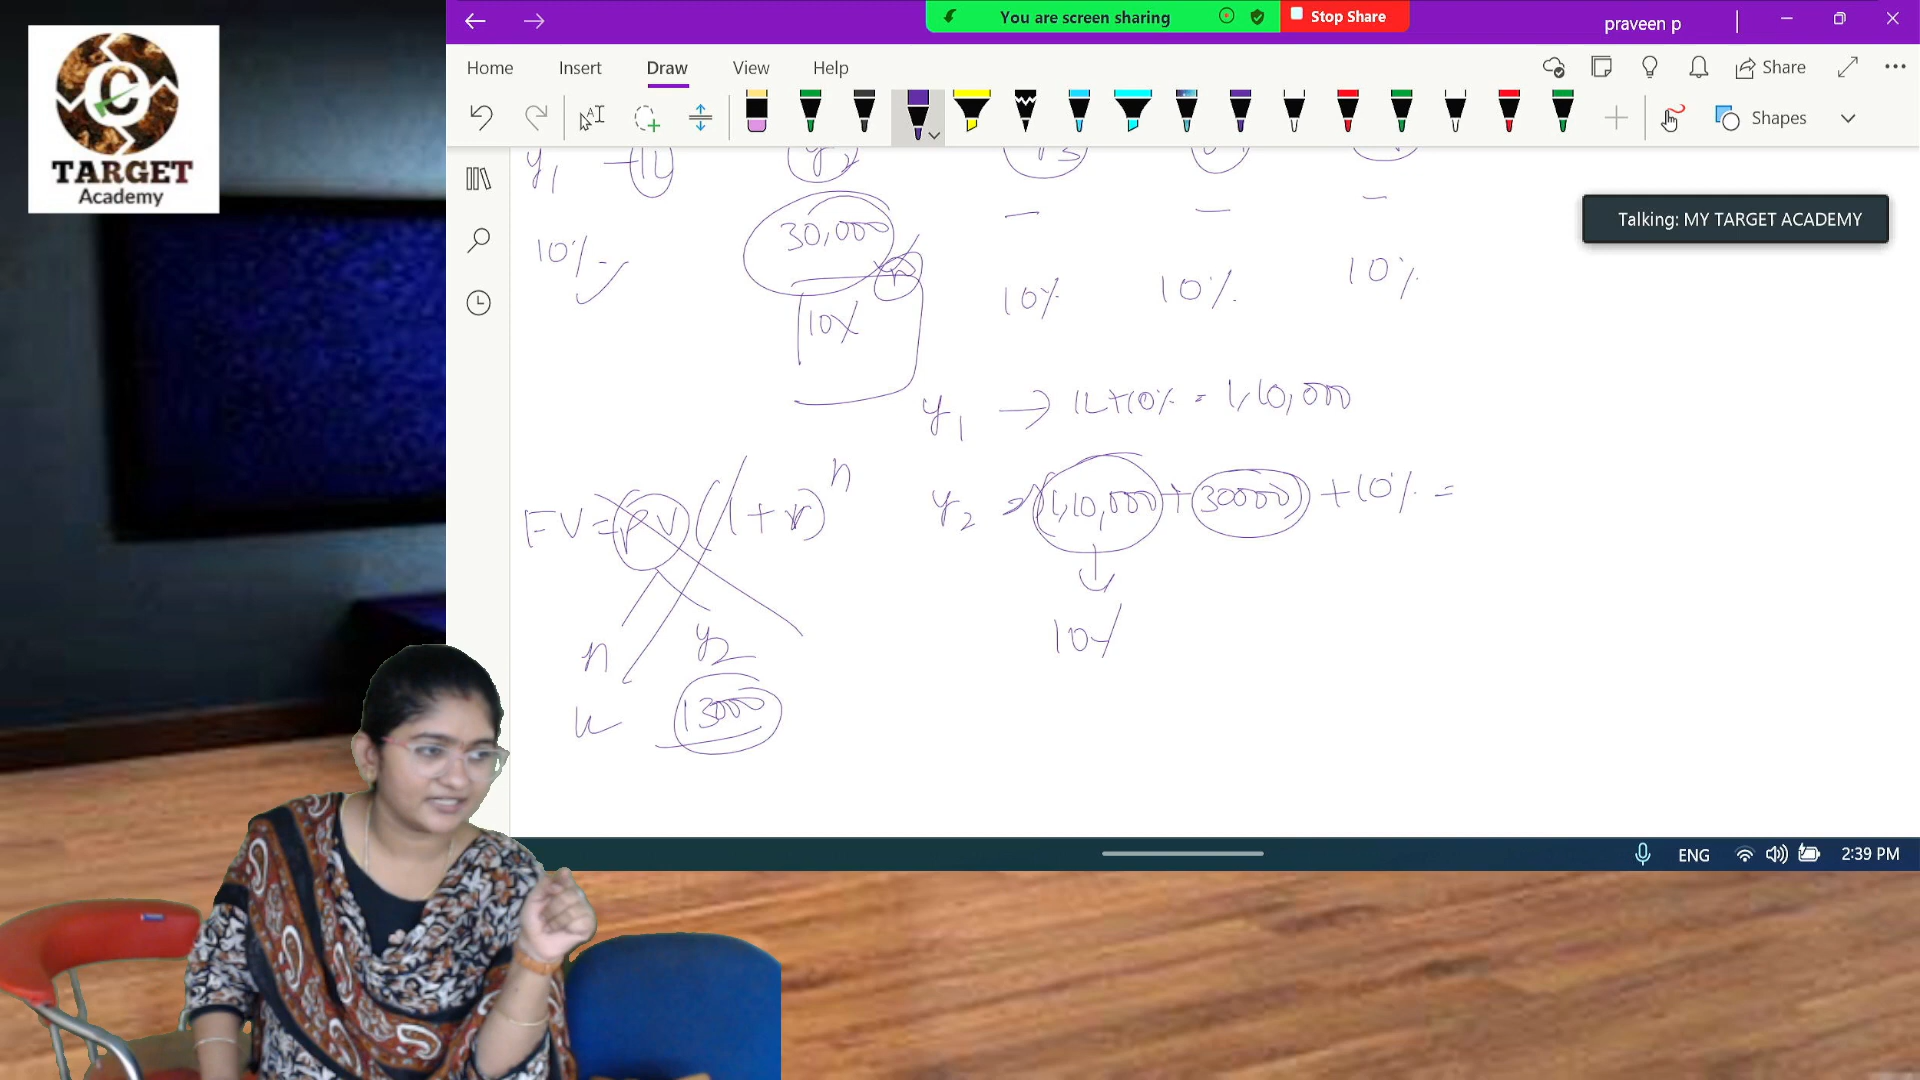 You are screen sharing
Stop Share
praveen p
TARGET
Academy
Home Insert Draw View Help
Share
Shapes
Talking: MY TARGET ACADEMY
y1 y2
30,000
10%
10% 10% 10%
10%
y1 → 1L+10% = 1,10,000
FV = PV (1+r)^n
y2 ⇒ 1,10,000 + 30000 + 10% =
10%
n y2
13000
ENG 2:39 PM